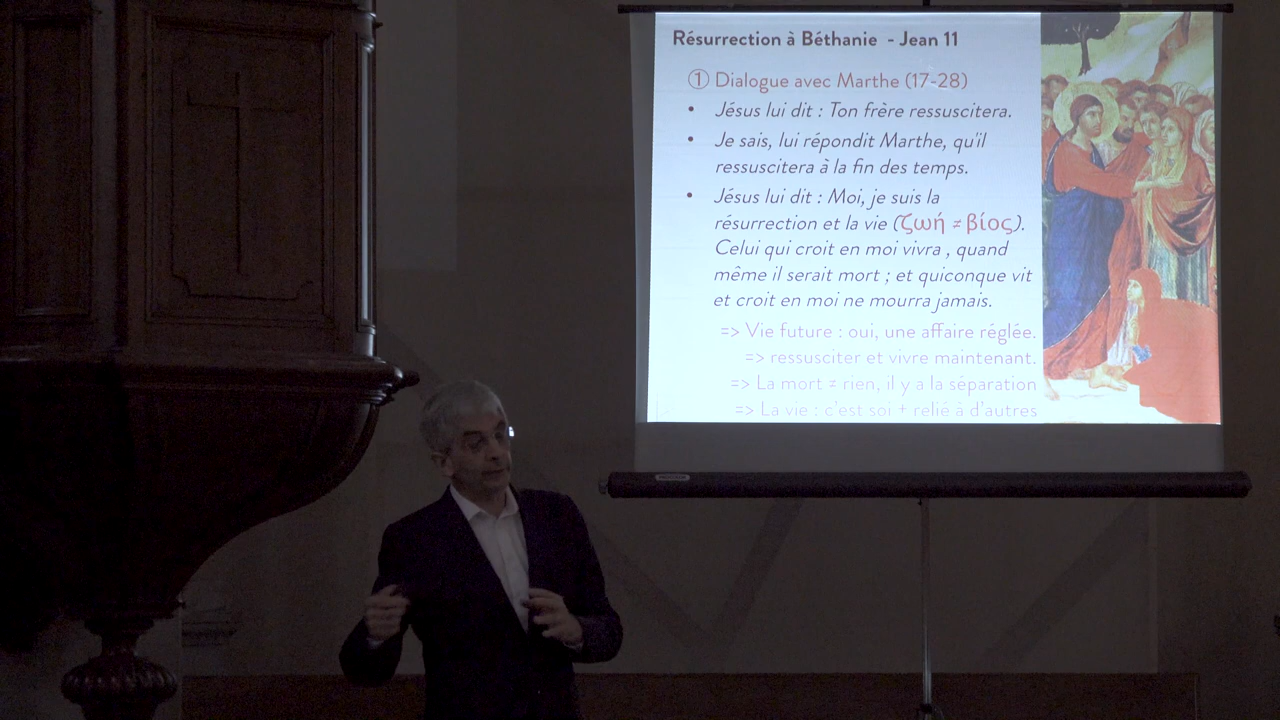 Résurrection à Béthanie - Jean 11
① Dialogue avec Marthe (17-28)
• Jésus lui dit : Ton frère ressuscitera.
• Je sais, lui répondit Marthe, qu'il
ressuscitera à la fin des temps.
• Jésus lui dit : Moi, je suis la
résurrection et la vie (ζωή ≠ βίος).
Celui qui croit en moi vivra , quand
même il serait mort ; et quiconque vit
et croit en moi ne mourra jamais.
=> Vie future : oui, une affaire réglée.
=> ressusciter et vivre maintenant.
=> La mort ≠ rien, il y a la séparation
=> La vie : c'est soi + relié à d'autres